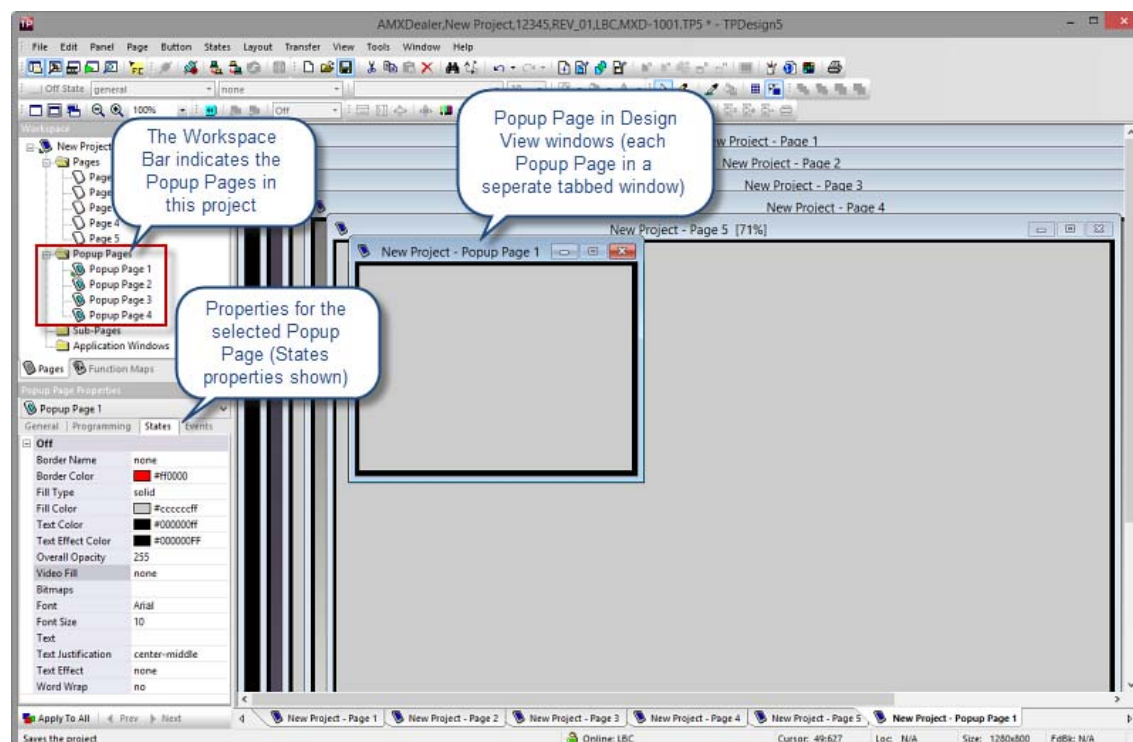 AMXDealer,New Project,12345,REV_01,LBC,MXD-1001.TP5 * - TPDesign5
File Edit Panel Page Button States Layout Transfer View Tools Window Help
Off State general none 10
100% Off
Workspace
The Workspace
Bar indicates the
Popup Pages in
this project
Popup Page in Design
View windows (each
Popup Page in a
seperate tabbed window)
New Project
Pages
Page
Page
Page
Page 4
Page 5
Popup Pages
Popup Page 1
Popup Page 2
Popup Page 3
Popup Page 4
Sub-Pages
Application Windows
Pages Function Maps
w Project - Page 1
New Project - Page 2
New Project - Page 3
New Project - Page 4
New Project - Page 5 [71%]
New Project - Popup Page 1
Properties for the
selected Popup
Page (States
properties shown)
Popup Page Properties
Popup Page 1
General Programming States Events
Off
Border Name none
Border Color #ff0000
Fill Type solid
Fill Color #ccccccff
Text Color #000000ff
Text Effect Color #000000FF
Overall Opacity 255
Video Fill none
Bitmaps
Font Arial
Font Size 10
Text
Text Justification center-middle
Text Effect none
Word Wrap no
Apply To All Prev Next
New Project - Page 1 New Project - Page 2 New Project - Page 3 New Project - Page 4 New Project - Page 5 New Project - Popup Page 1
Saves the project Online: LBC Cursor: 49:627 Loc: N/A Size: 1280x800 FdBk: N/A